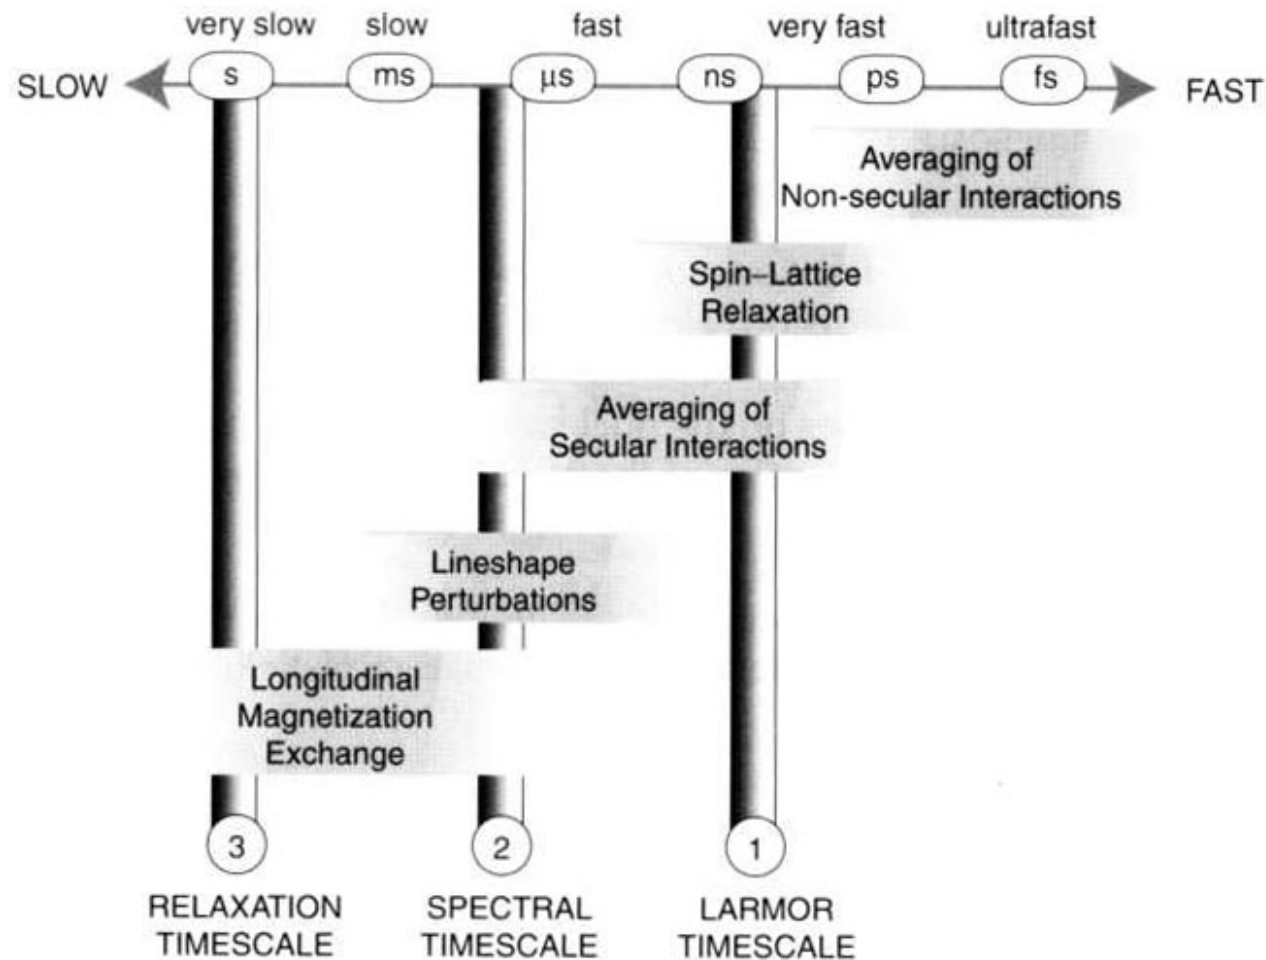 very slow slow fast very fast ultrafast
SLOW s ms μs ns ps fs FAST
Averaging of
Non-secular Interactions
Spin–Lattice
Relaxation
Averaging of
Secular Interactions
Lineshape
Perturbations
Longitudinal
Magnetization
Exchange
3 2 1
RELAXATION SPECTRAL LARMOR
TIMESCALE TIMESCALE TIMESCALE